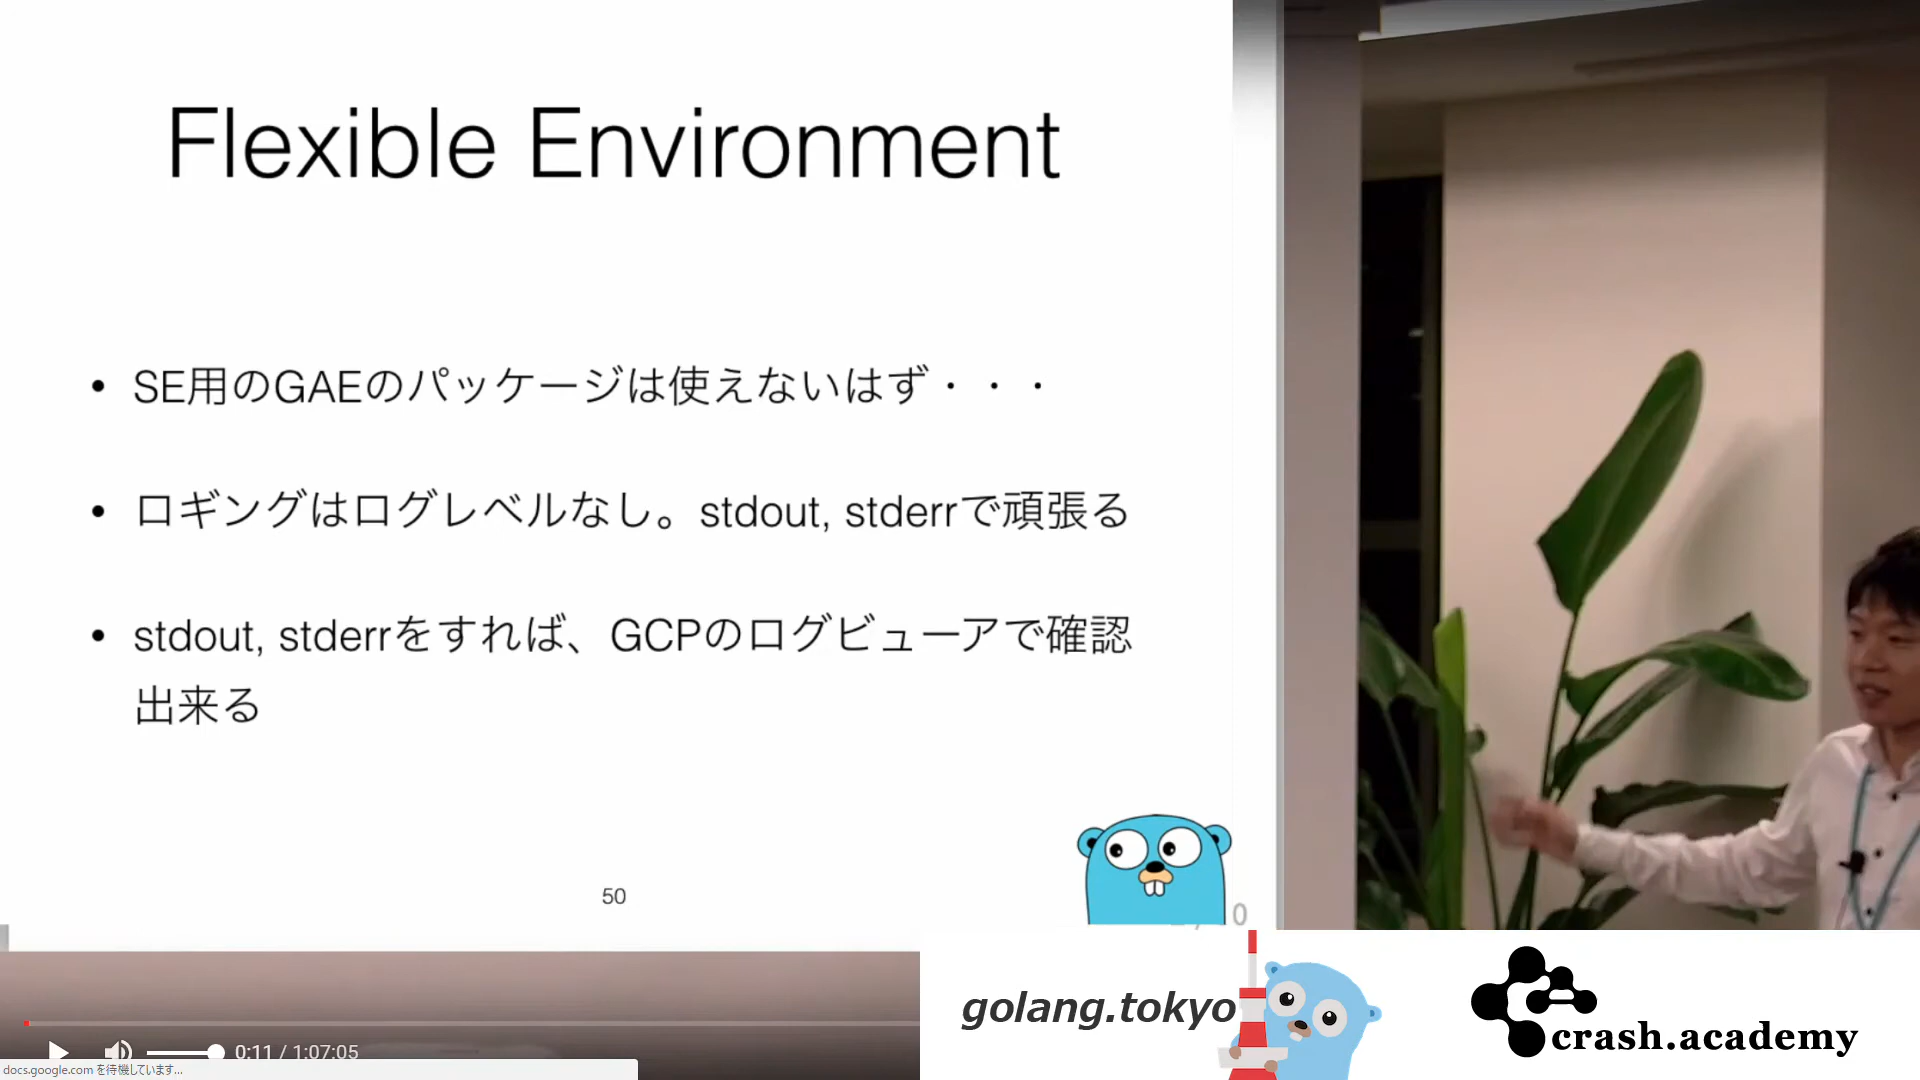 Flexible Environment
• SE用のGAEのパッケージは使えないはず・・・
• ロギングはログレベルなし。stdout, stderrで頑張る
• stdout, stderrをすれば、GCPのログビューアで確認
出来る
50
0
golang.tokyo
crash.academy
0:11 / 1:07:05
docs.google.com を待機しています...